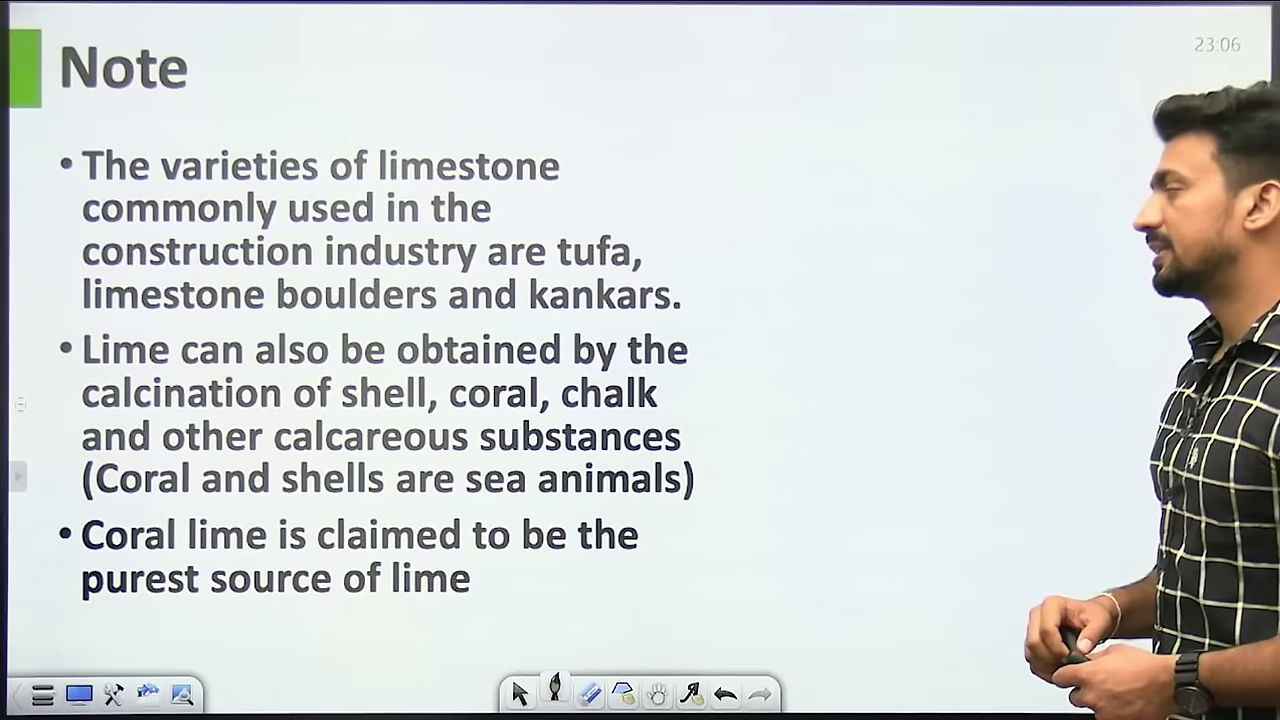 Note
23:06
• The varieties of limestone
commonly used in the
construction industry are tufa,
limestone boulders and kankars.
• Lime can also be obtained by the
calcination of shell, coral, chalk
and other calcareous substances
(Coral and shells are sea animals)
• Coral lime is claimed to be the
purest source of lime